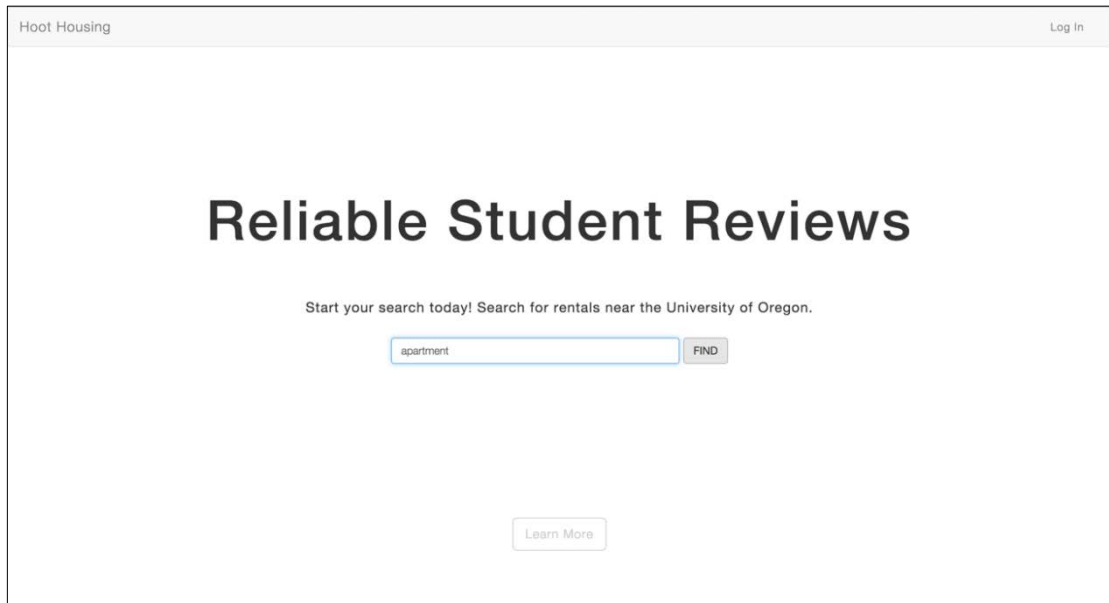 Hoot Housing
Log In
Reliable Student Reviews
Start your search today! Search for rentals near the University of Oregon.
apartment
FIND
Learn More